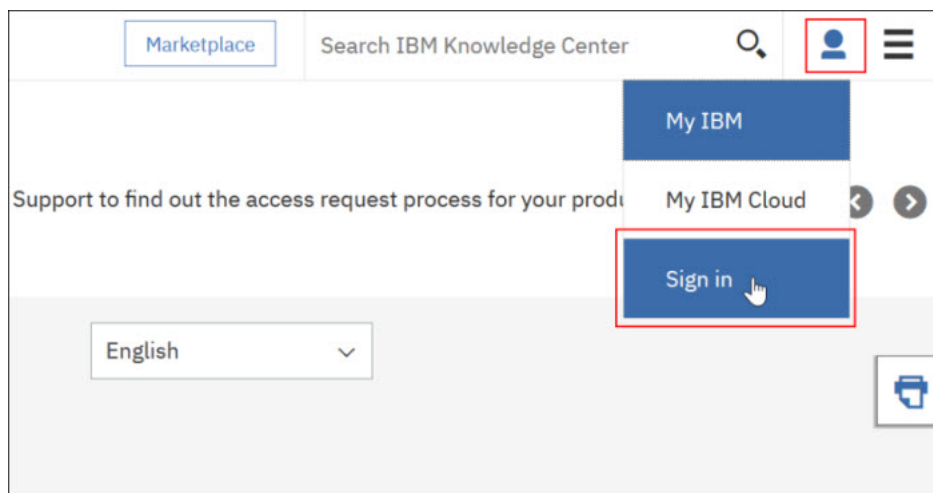 Marketplace
Search IBM Knowledge Center
My IBM
Support to find out the access request process for your
My IBM Cloud
Sign in
English